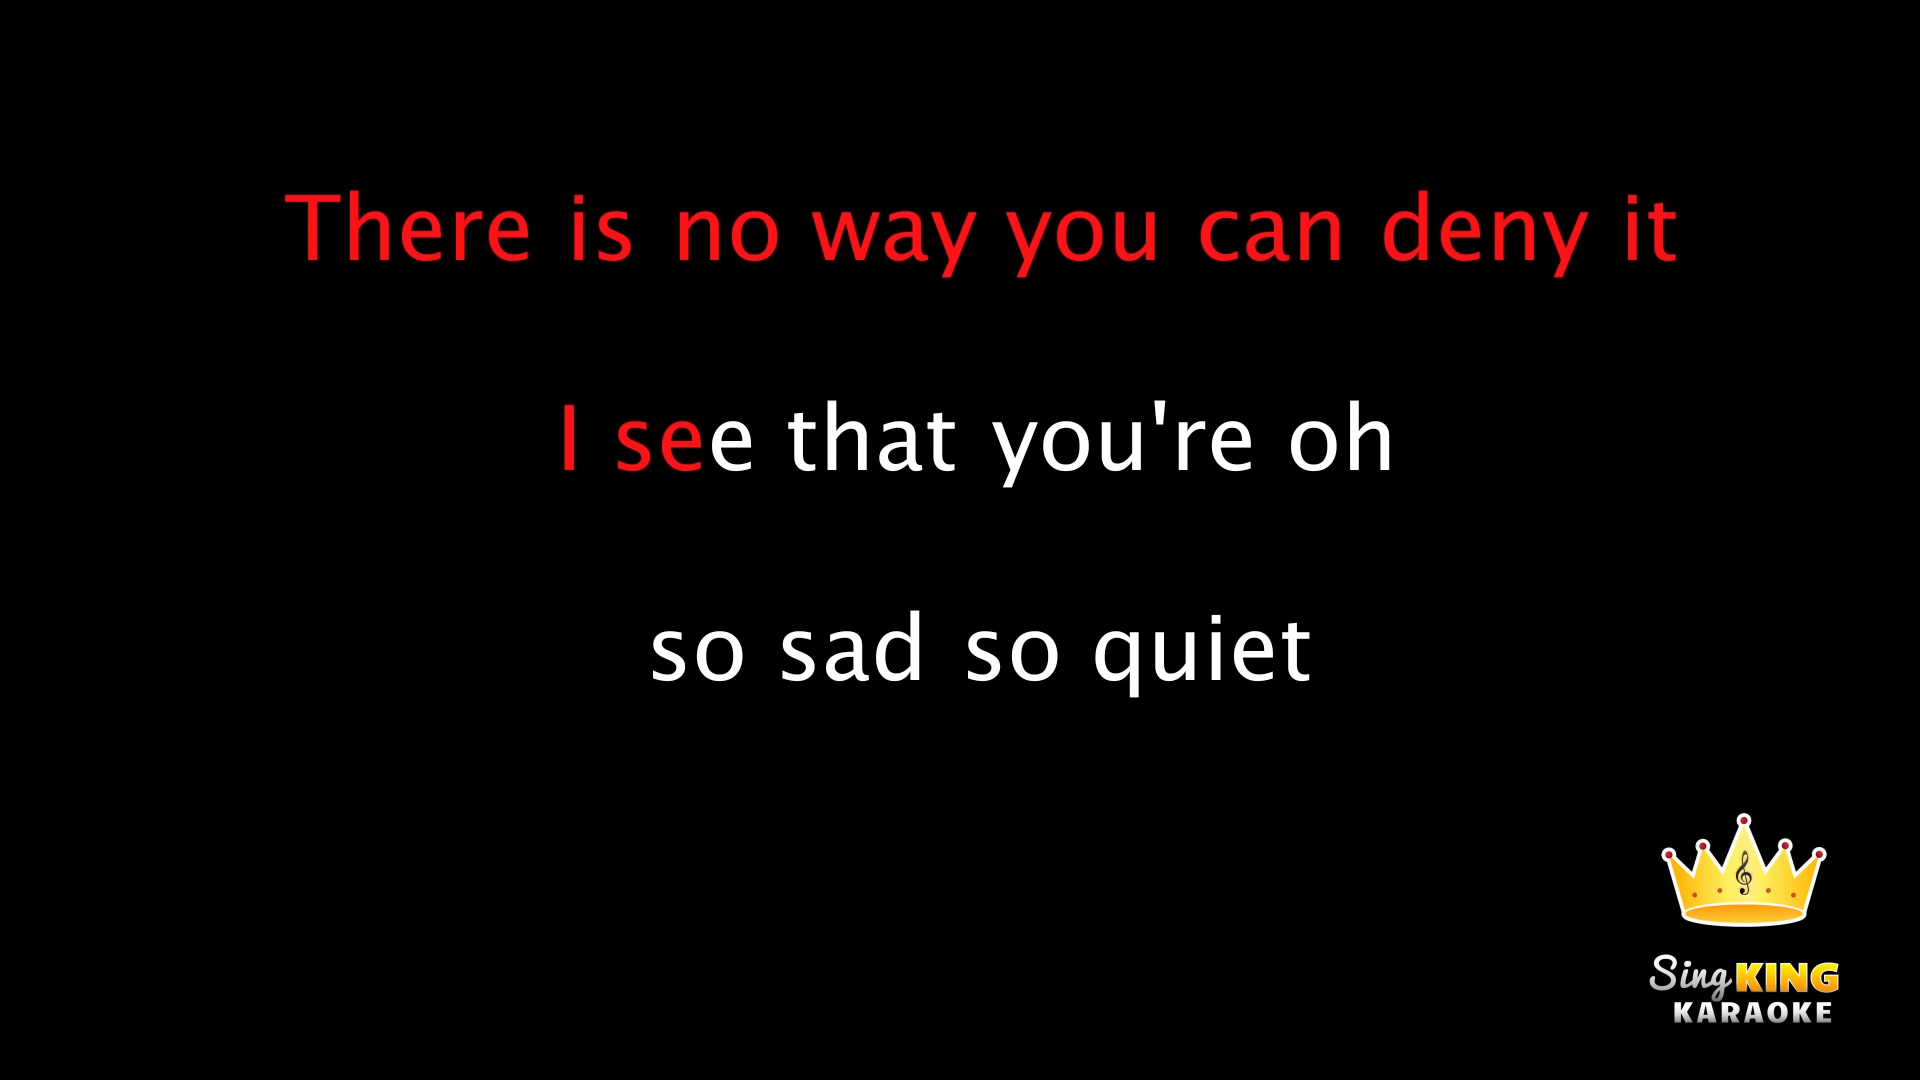 There is no way you can deny it
I see that you're oh
so sad so quiet
Sing KING
KARAOKE